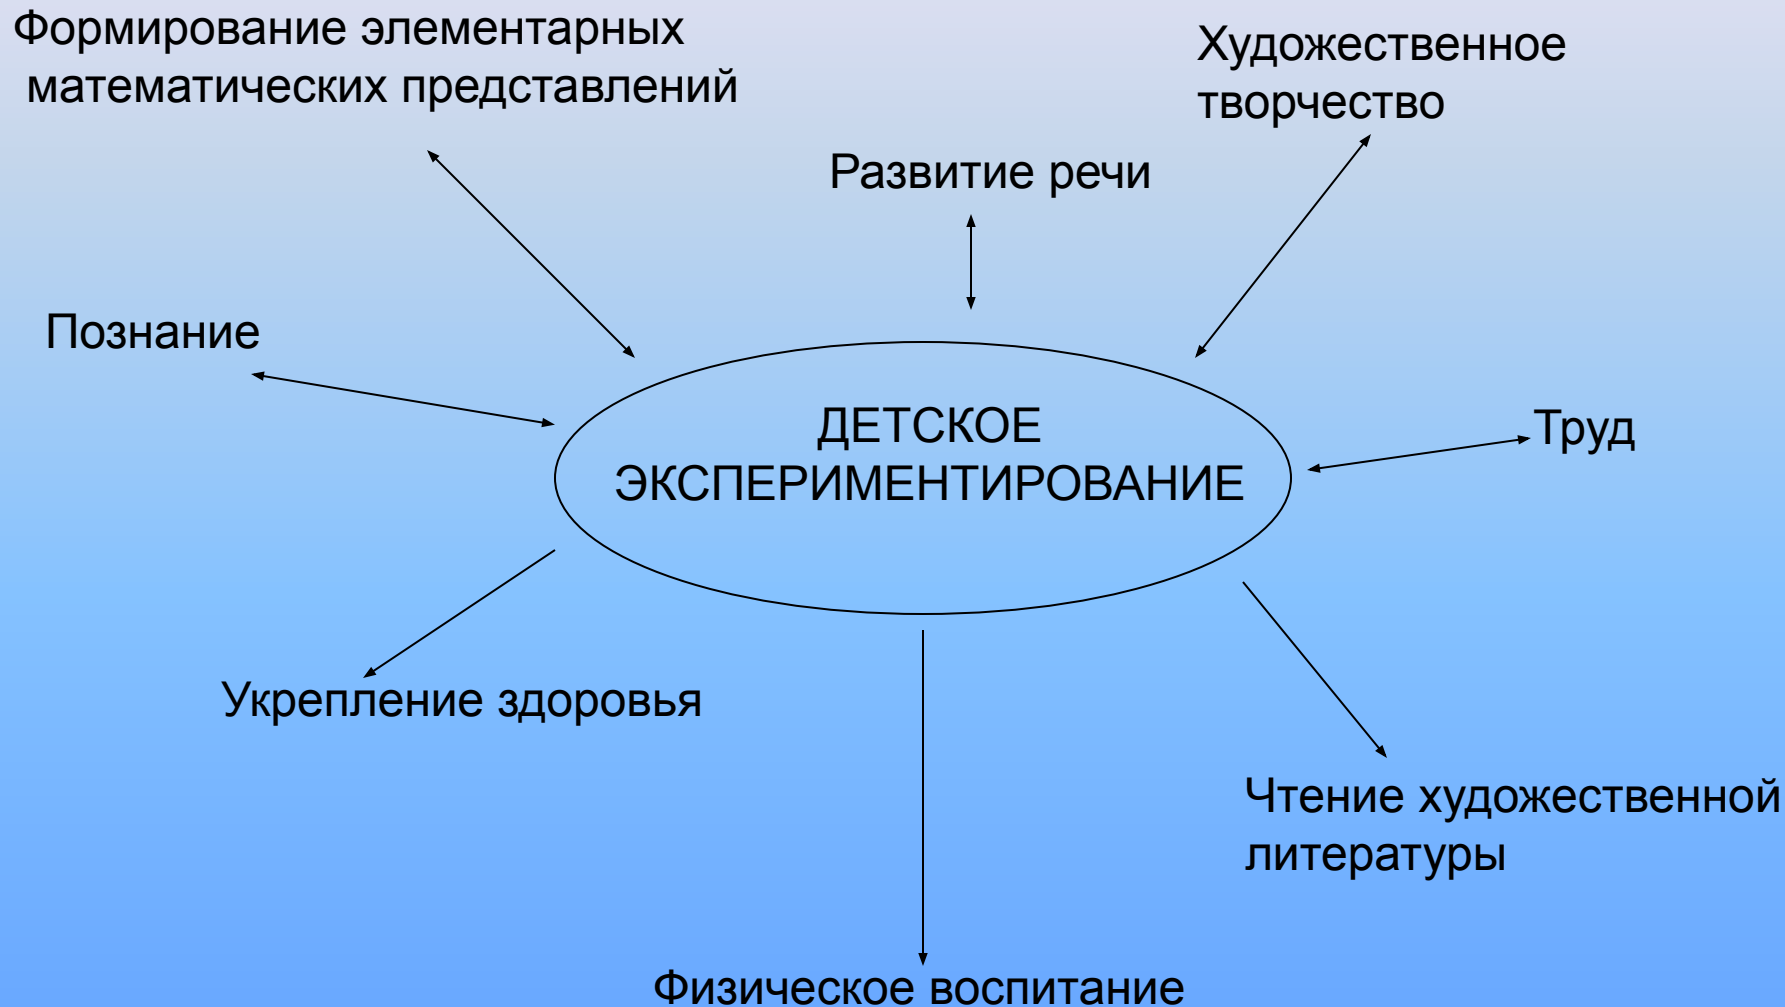 Формирование элементарных
математических представлений
Художественное
творчество
Развитие речи
Познание
ДЕТСКОЕ
ЭКСПЕРИМЕНТИРОВАНИЕ
Труд
Укрепление здоровья
Чтение художественной
литературы
Физическое воспитание